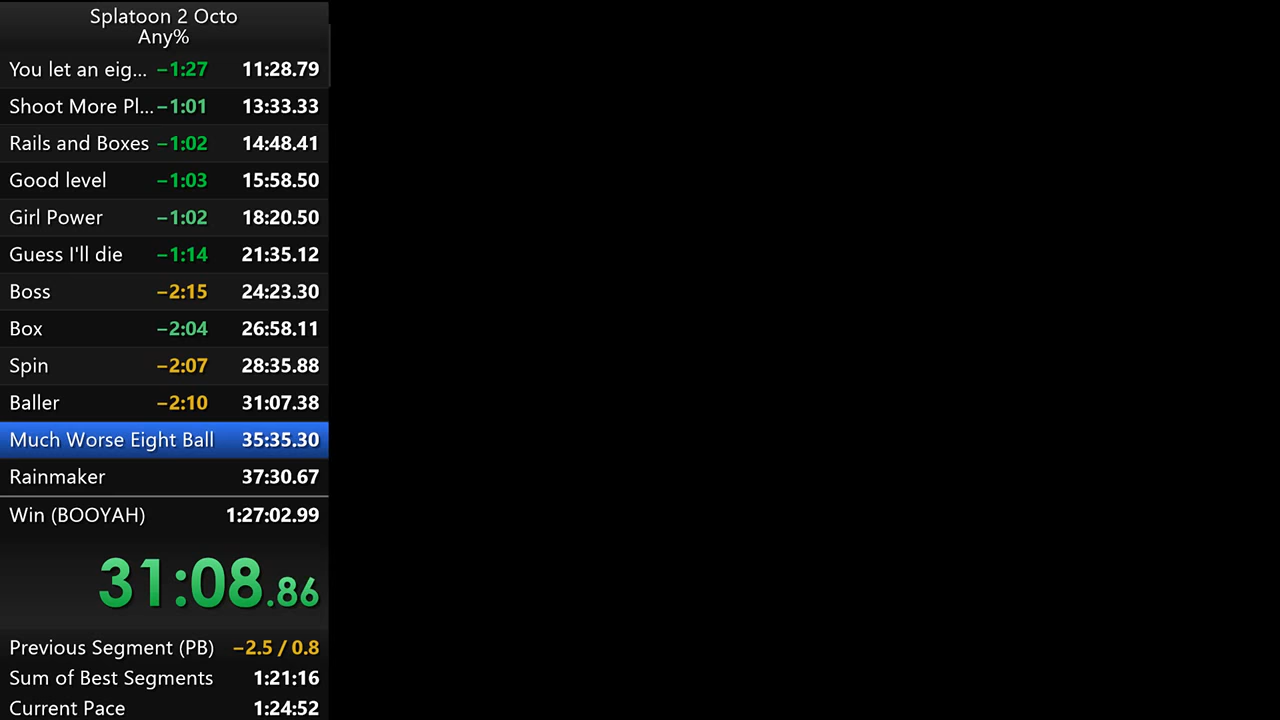 Splatoon 2 Octo
Any%
You let an eig... −1:27 11:28.79
Shoot More Pl... −1:01 13:33.33
Rails and Boxes −1:02 14:48.41
Good level −1:03 15:58.50
Girl Power −1:02 18:20.50
Guess I'll die −1:14 21:35.12
Boss −2:15 24:23.30
Box −2:04 26:58.11
Spin −2:07 28:35.88
Baller −2:10 31:07.38
Much Worse Eight Ball 35:35.30
Rainmaker 37:30.67
Win (BOOYAH) 1:27:02.99
31:08.86
Previous Segment (PB) −2.5 / 0.8
Sum of Best Segments 1:21:16
Current Pace 1:24:52